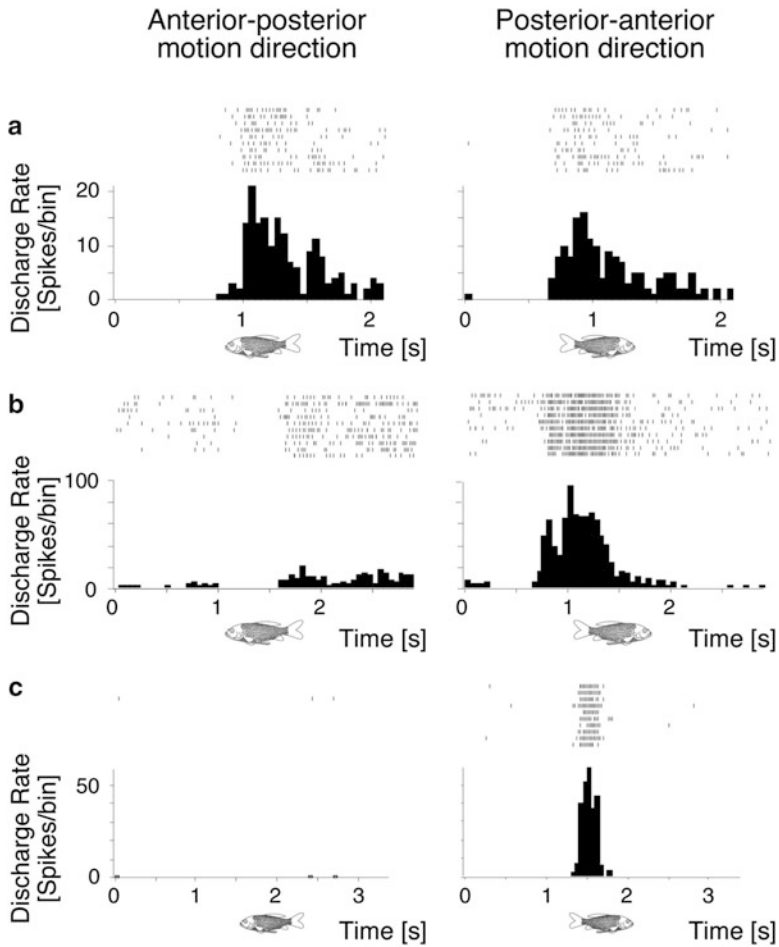 Anterior-posterior
motion direction
Posterior-anterior
motion direction
a
Discharge Rate
[Spikes/bin]
20
10
0
0
1
2
Time [s]
0
1
2
Time [s]
b
Discharge Rate
[Spikes/bin]
100
0
0
2
Time [s]
0
1
2
Time [s]
c
Discharge Rate
[Spikes/bin]
50
0
0
1
2
3
Time [s]
0
1
2
3
Time [s]